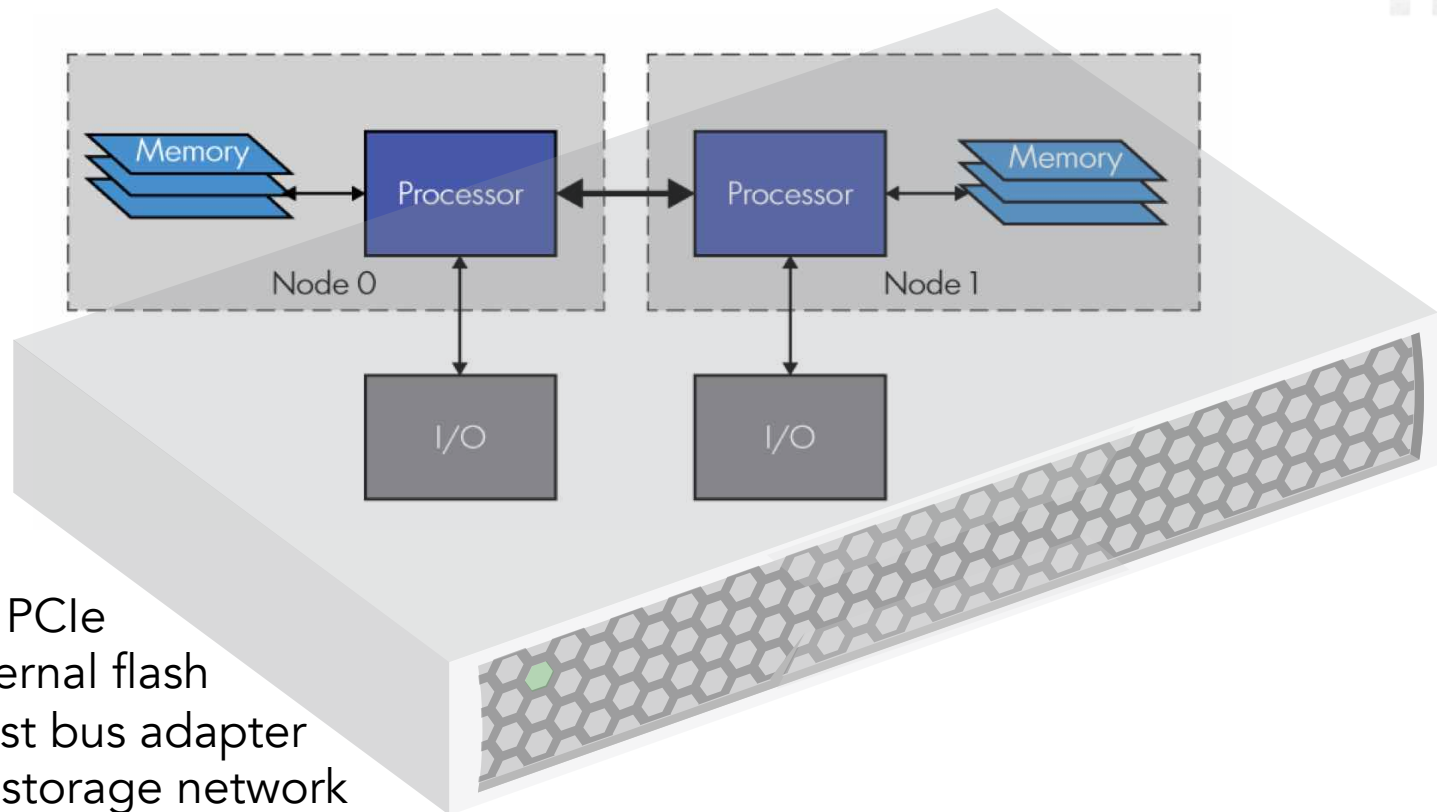 Memory
Processor
Processor
Memory
Node 0
Node 1
I/O
I/O
PCIe
ernal flash
st bus adapter
storage network